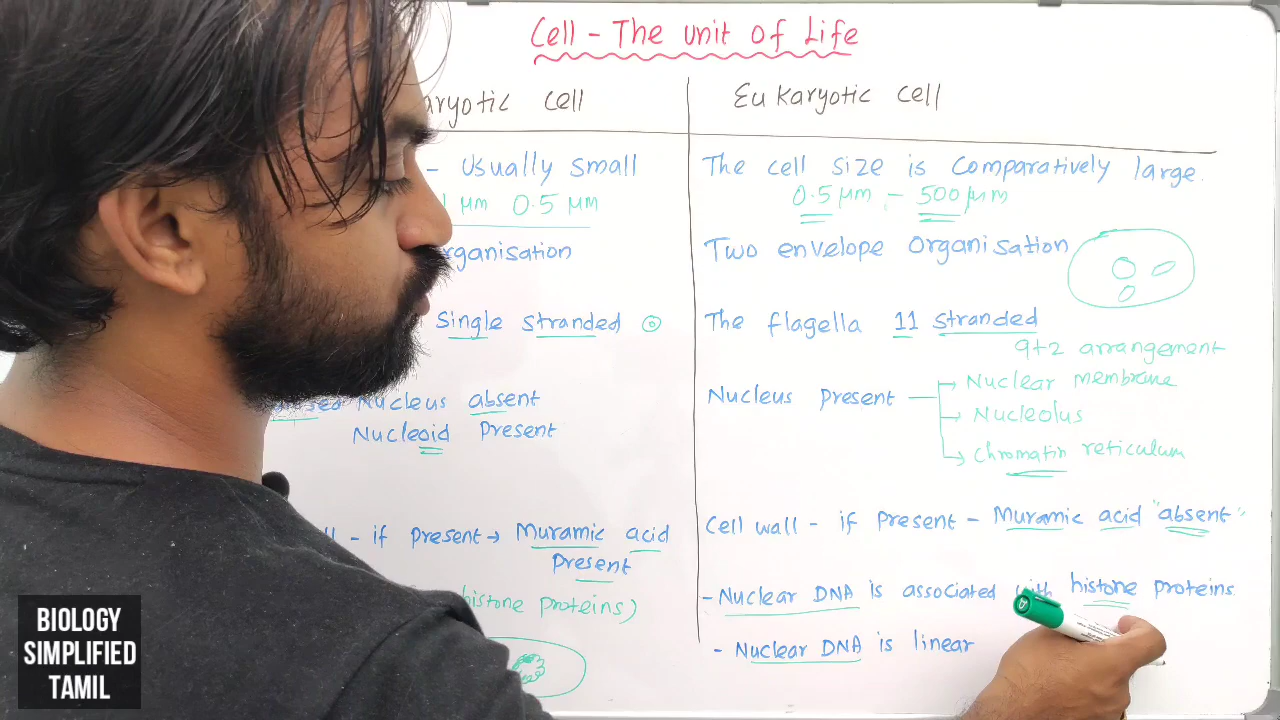 Cell - The unit of Life
aryotic cell
- Usually small
μm 0.5 μm
rganisation
Single stranded
Nucleus absent
Nucleoid Present
- if present → Muramic acid
Present
histone proteins)
Eukaryotic cell
The cell size is comparatively large.
0.5 μm - 500 μm
Two envelope organisation
The flagella 11 stranded
9+2 arrangement
Nucleus present
→ Nuclear membrane
→ Nucleolus
→ Chromatin reticulum
Cell wall - if present - Muramic acid "absent"
- Nuclear DNA is associated with histone proteins.
- Nuclear DNA is linear
BIOLOGY
SIMPLIFIED
TAMIL